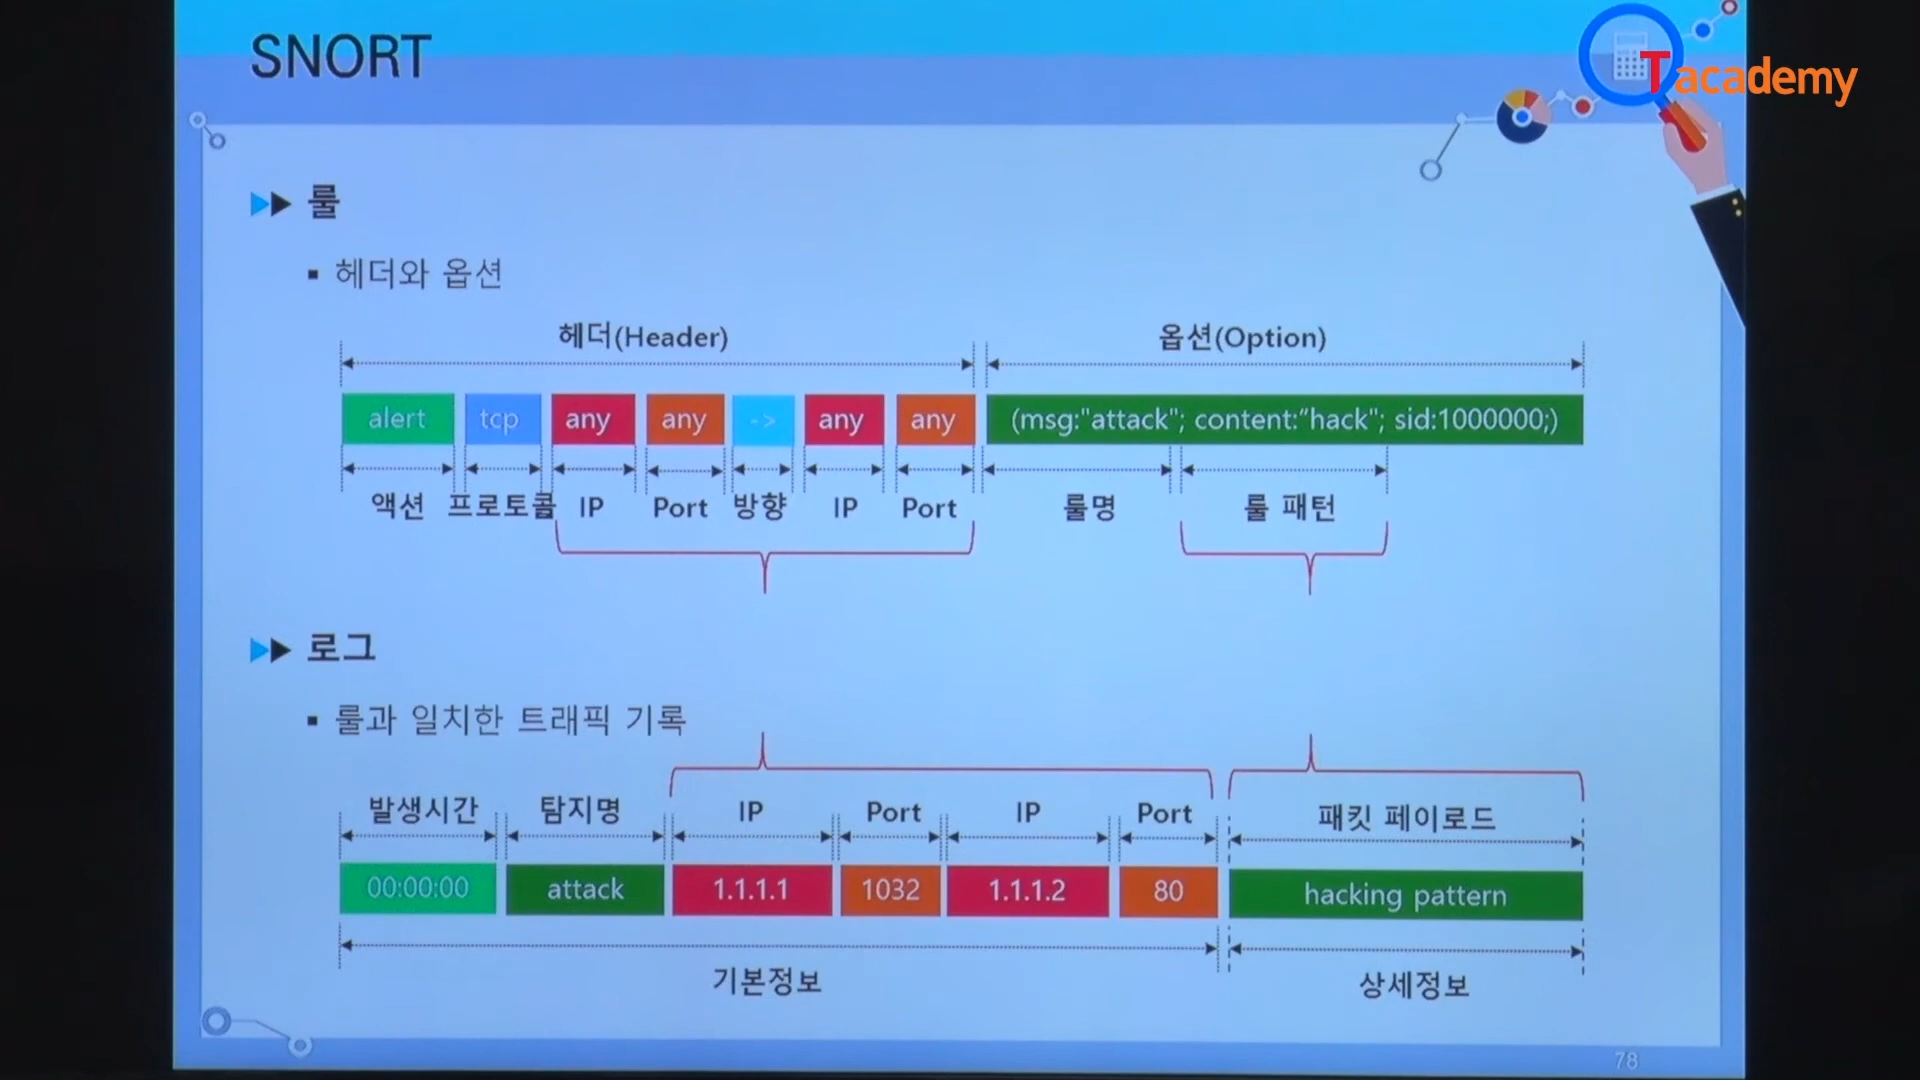 SNORT
Tacademy
룰
헤더와 옵션
헤더(Header) 옵션(Option)
alert tcp any any -> any any (msg:"attack"; content:“hack"; sid:1000000;)
액션 프로토콜 IP Port 방향 IP Port 룰명 룰 패턴
로그
룰과 일치한 트래픽 기록
발생시간 탐지명 IP Port IP Port 패킷 페이로드
00:00:00 attack 1.1.1.1 1032 1.1.1.2 80 hacking pattern
기본정보 상세정보
78